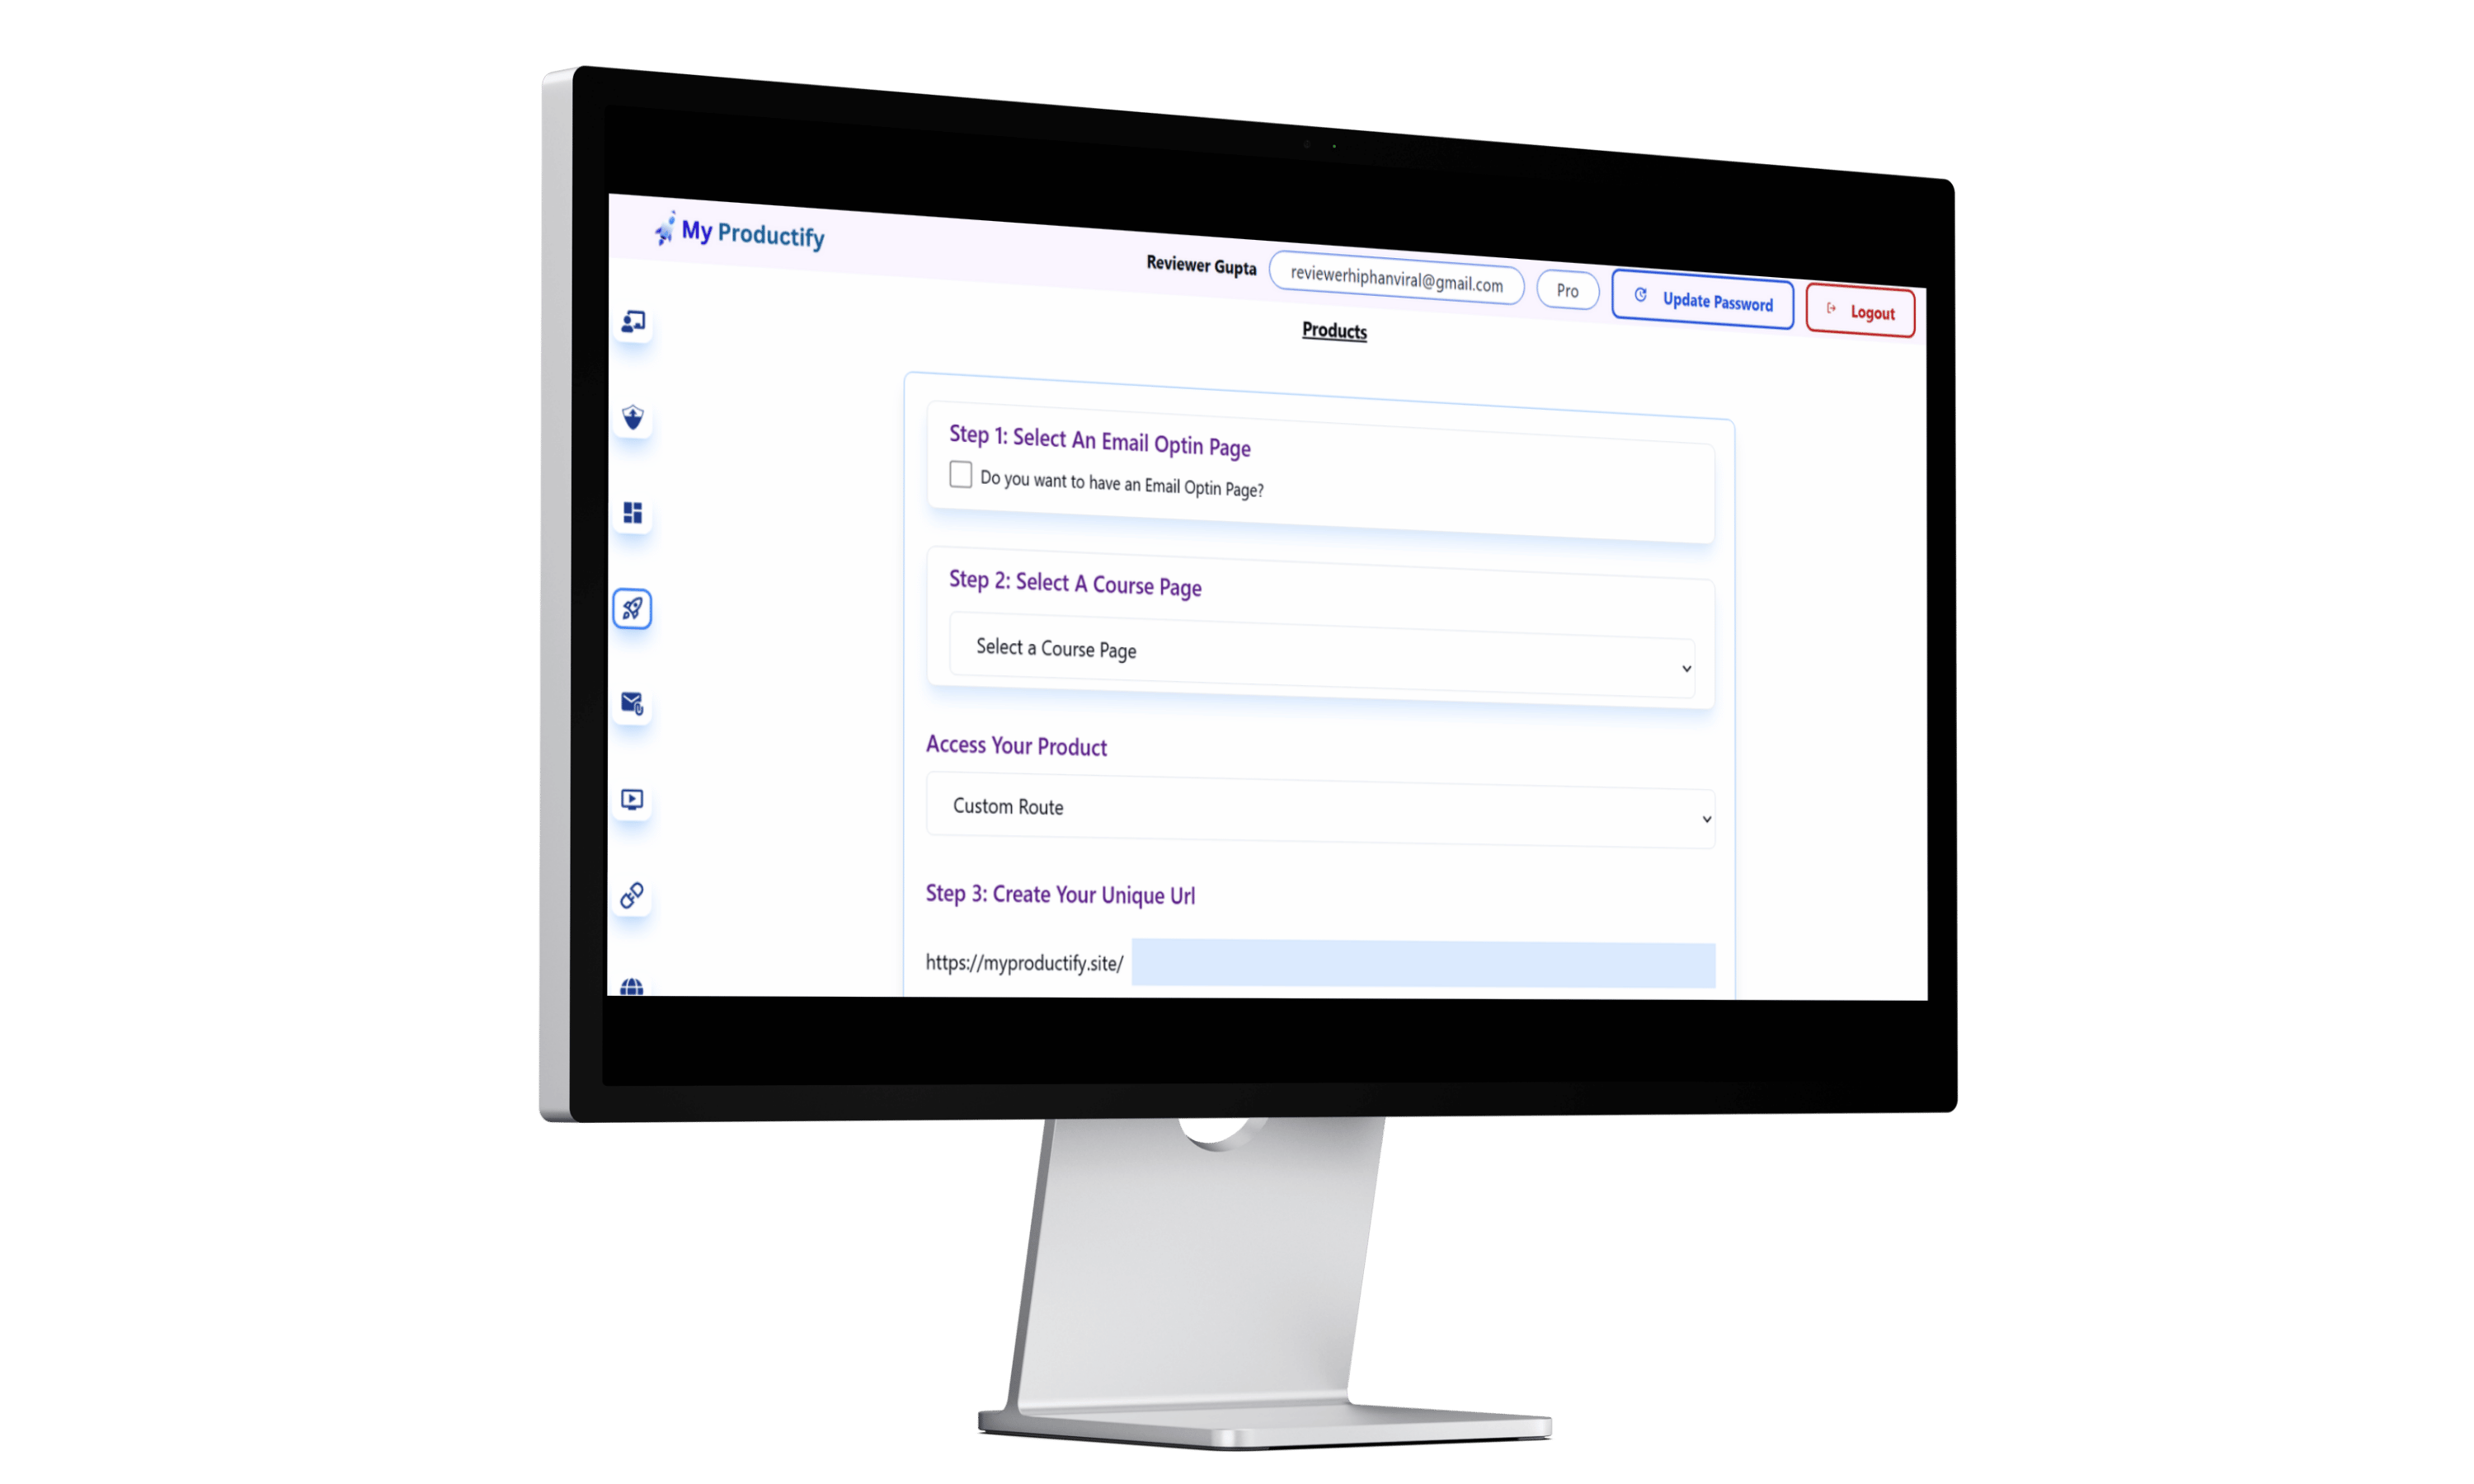 My Productify
Reviewer Gupta
reviewerhiphanviral@gmail.com
Pro
Update Password
Logout
Products
Step 1: Select An Email Optin Page
Do you want to have an Email Optin Page?
Step 2: Select A Course Page
Select a Course Page
Access Your Product
Custom Route
Step 3: Create Your Unique Url
https://myproductify.site/